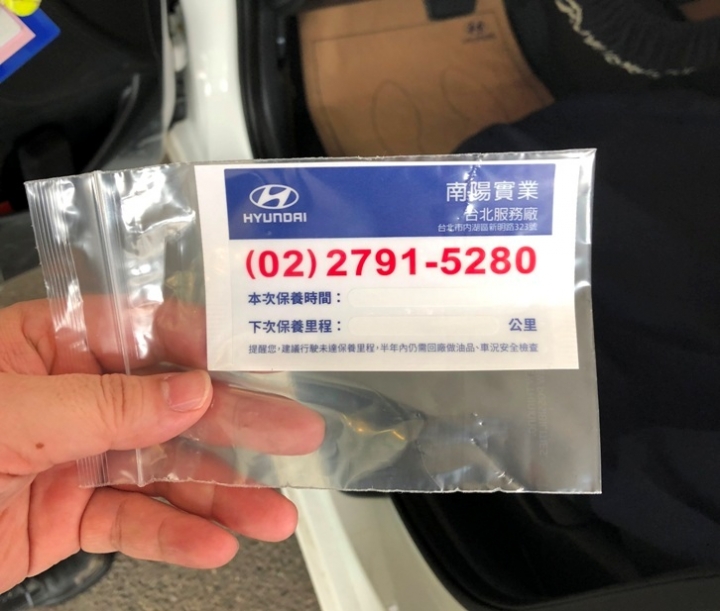 HYUNDAI
南陽實業
台北服務廠
台北市內湖區新明路323號
(02) 2791-5280
本次保養時間：
下次保養里程： 公里
提醒您，建議行駛未達保養里程，半年內仍需回廠做油品、車況安全檢查